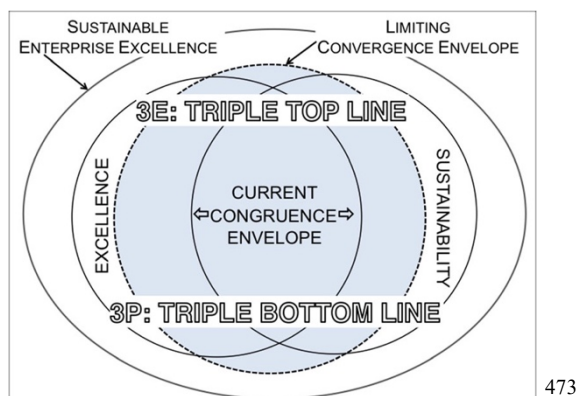 SUSTAINABLE
ENTERPRISE EXCELLENCE
LIMITING
CONVERGENCE ENVELOPE
3E: TRIPLE TOP LINE
EXCELLENCE
CURRENT
CONGRUENCE
ENVELOPE
SUSTAINABILITY
3P: TRIPLE BOTTOM LINE
473